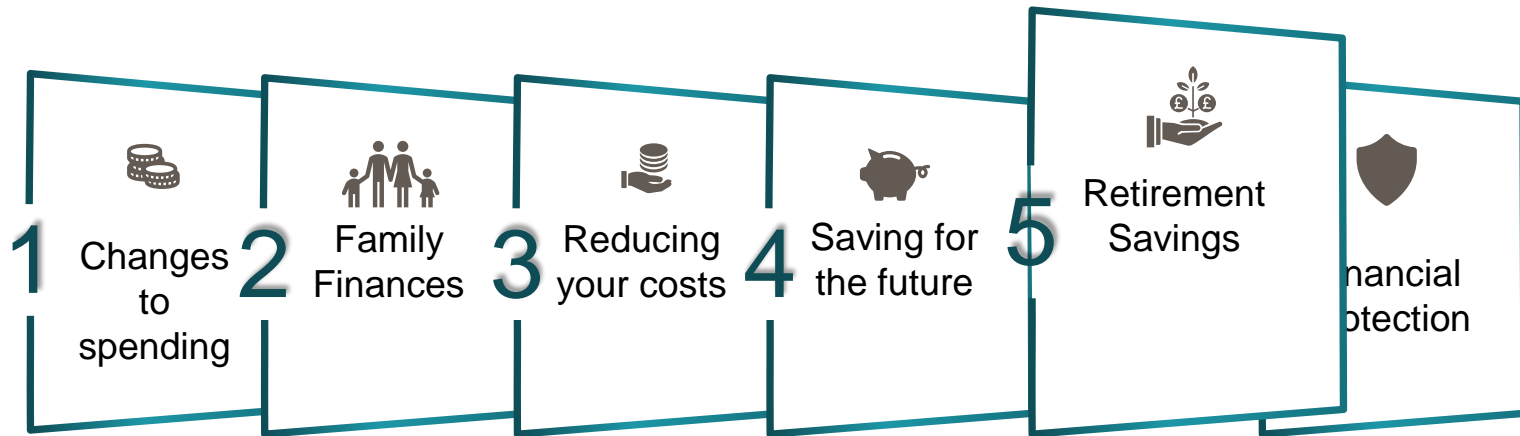 1
Changes
to
spending
2
Family
Finances
3
Reducing
your costs
4
Saving for
the future
5
Retirement
Savings
££
nancial
otection